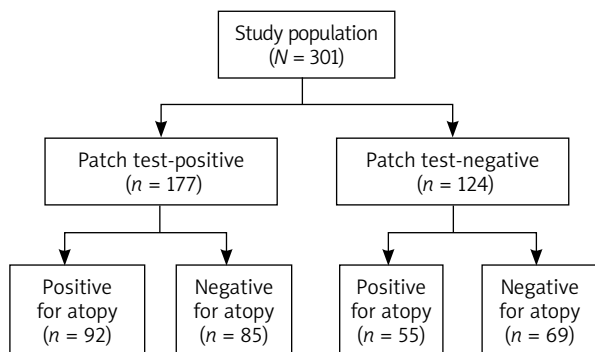 Study population
(N = 301)
Patch test-positive
(n = 177)
Patch test-negative
(n = 124)
Positive
for atopy
(n = 92)
Negative
for atopy
(n = 85)
Positive
for atopy
(n = 55)
Negative
for atopy
(n = 69)